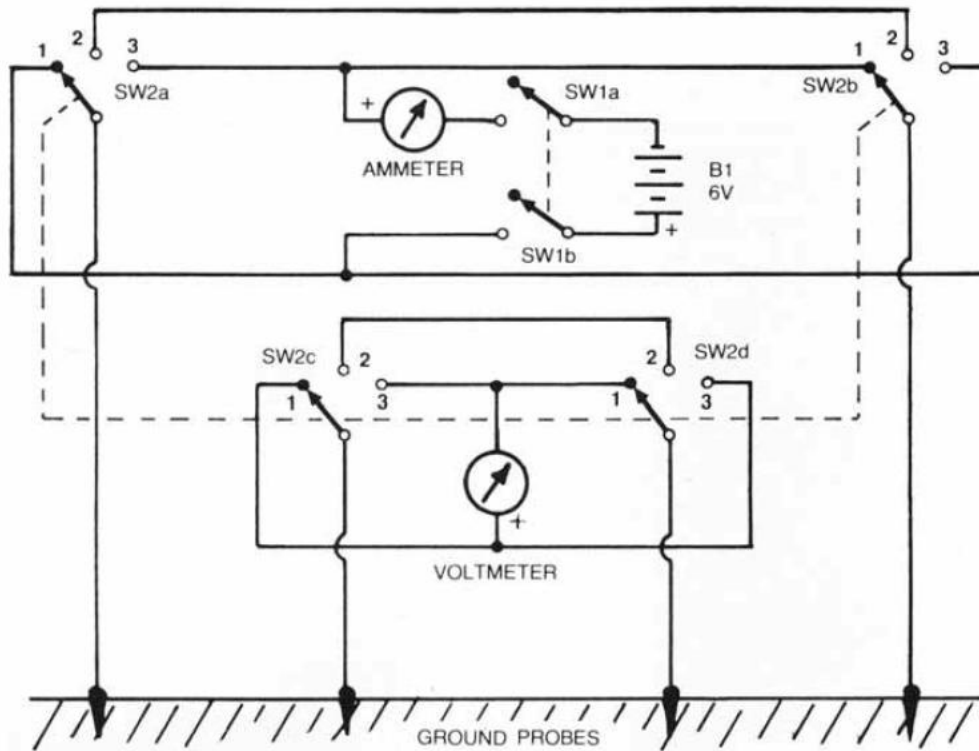 2
2
1
3
1
3
SW2a
SW1a
SW2b
+
AMMETER
B1
6V
+
SW1b
SW2c
2
2
SW2d
1
3
1
3
+
VOLTMETER
GROUND PROBES